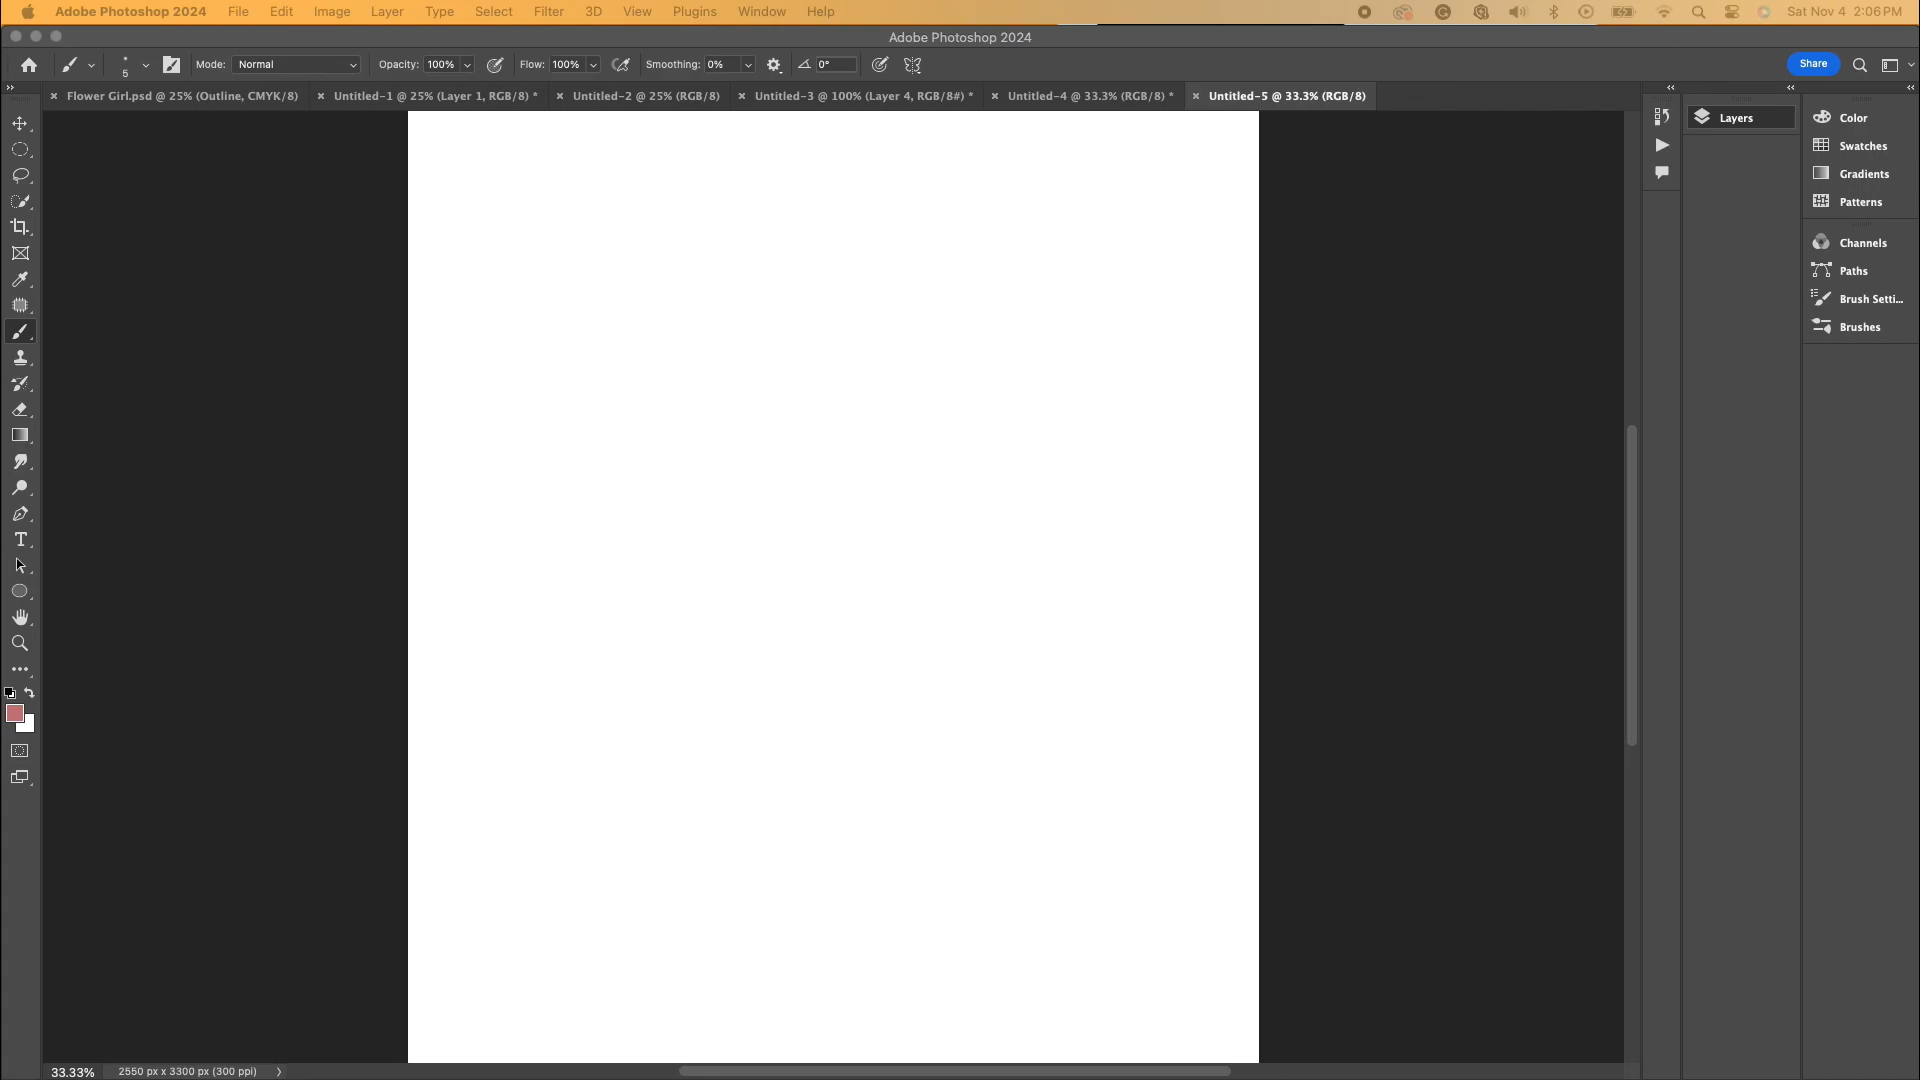 Adobe Photoshop 2024 File Edit Image Layer Type Select Filter 3D View Plugins Window Help Sat Nov 4 2:06 PM
Adobe Photoshop 2024
5 Mode: Normal Opacity: 100% Flow: 100% Smoothing: 0% 0° Share
Flower Girl.psd @ 25% (Outline, CMYK/8) Untitled-1 @ 25% (Layer 1, RGB/8) * Untitled-2 @ 25% (RGB/8) Untitled-3 @ 100% (Layer 4, RGB/8#) * Untitled-4 @ 33.3% (RGB/8) * Untitled-5 @ 33.3% (RGB/8)
Layers
Color
Swatches
Gradients
Patterns
Channels
Paths
Brush Setti...
Brushes
33.33% 2550 px x 3300 px (300 ppi)